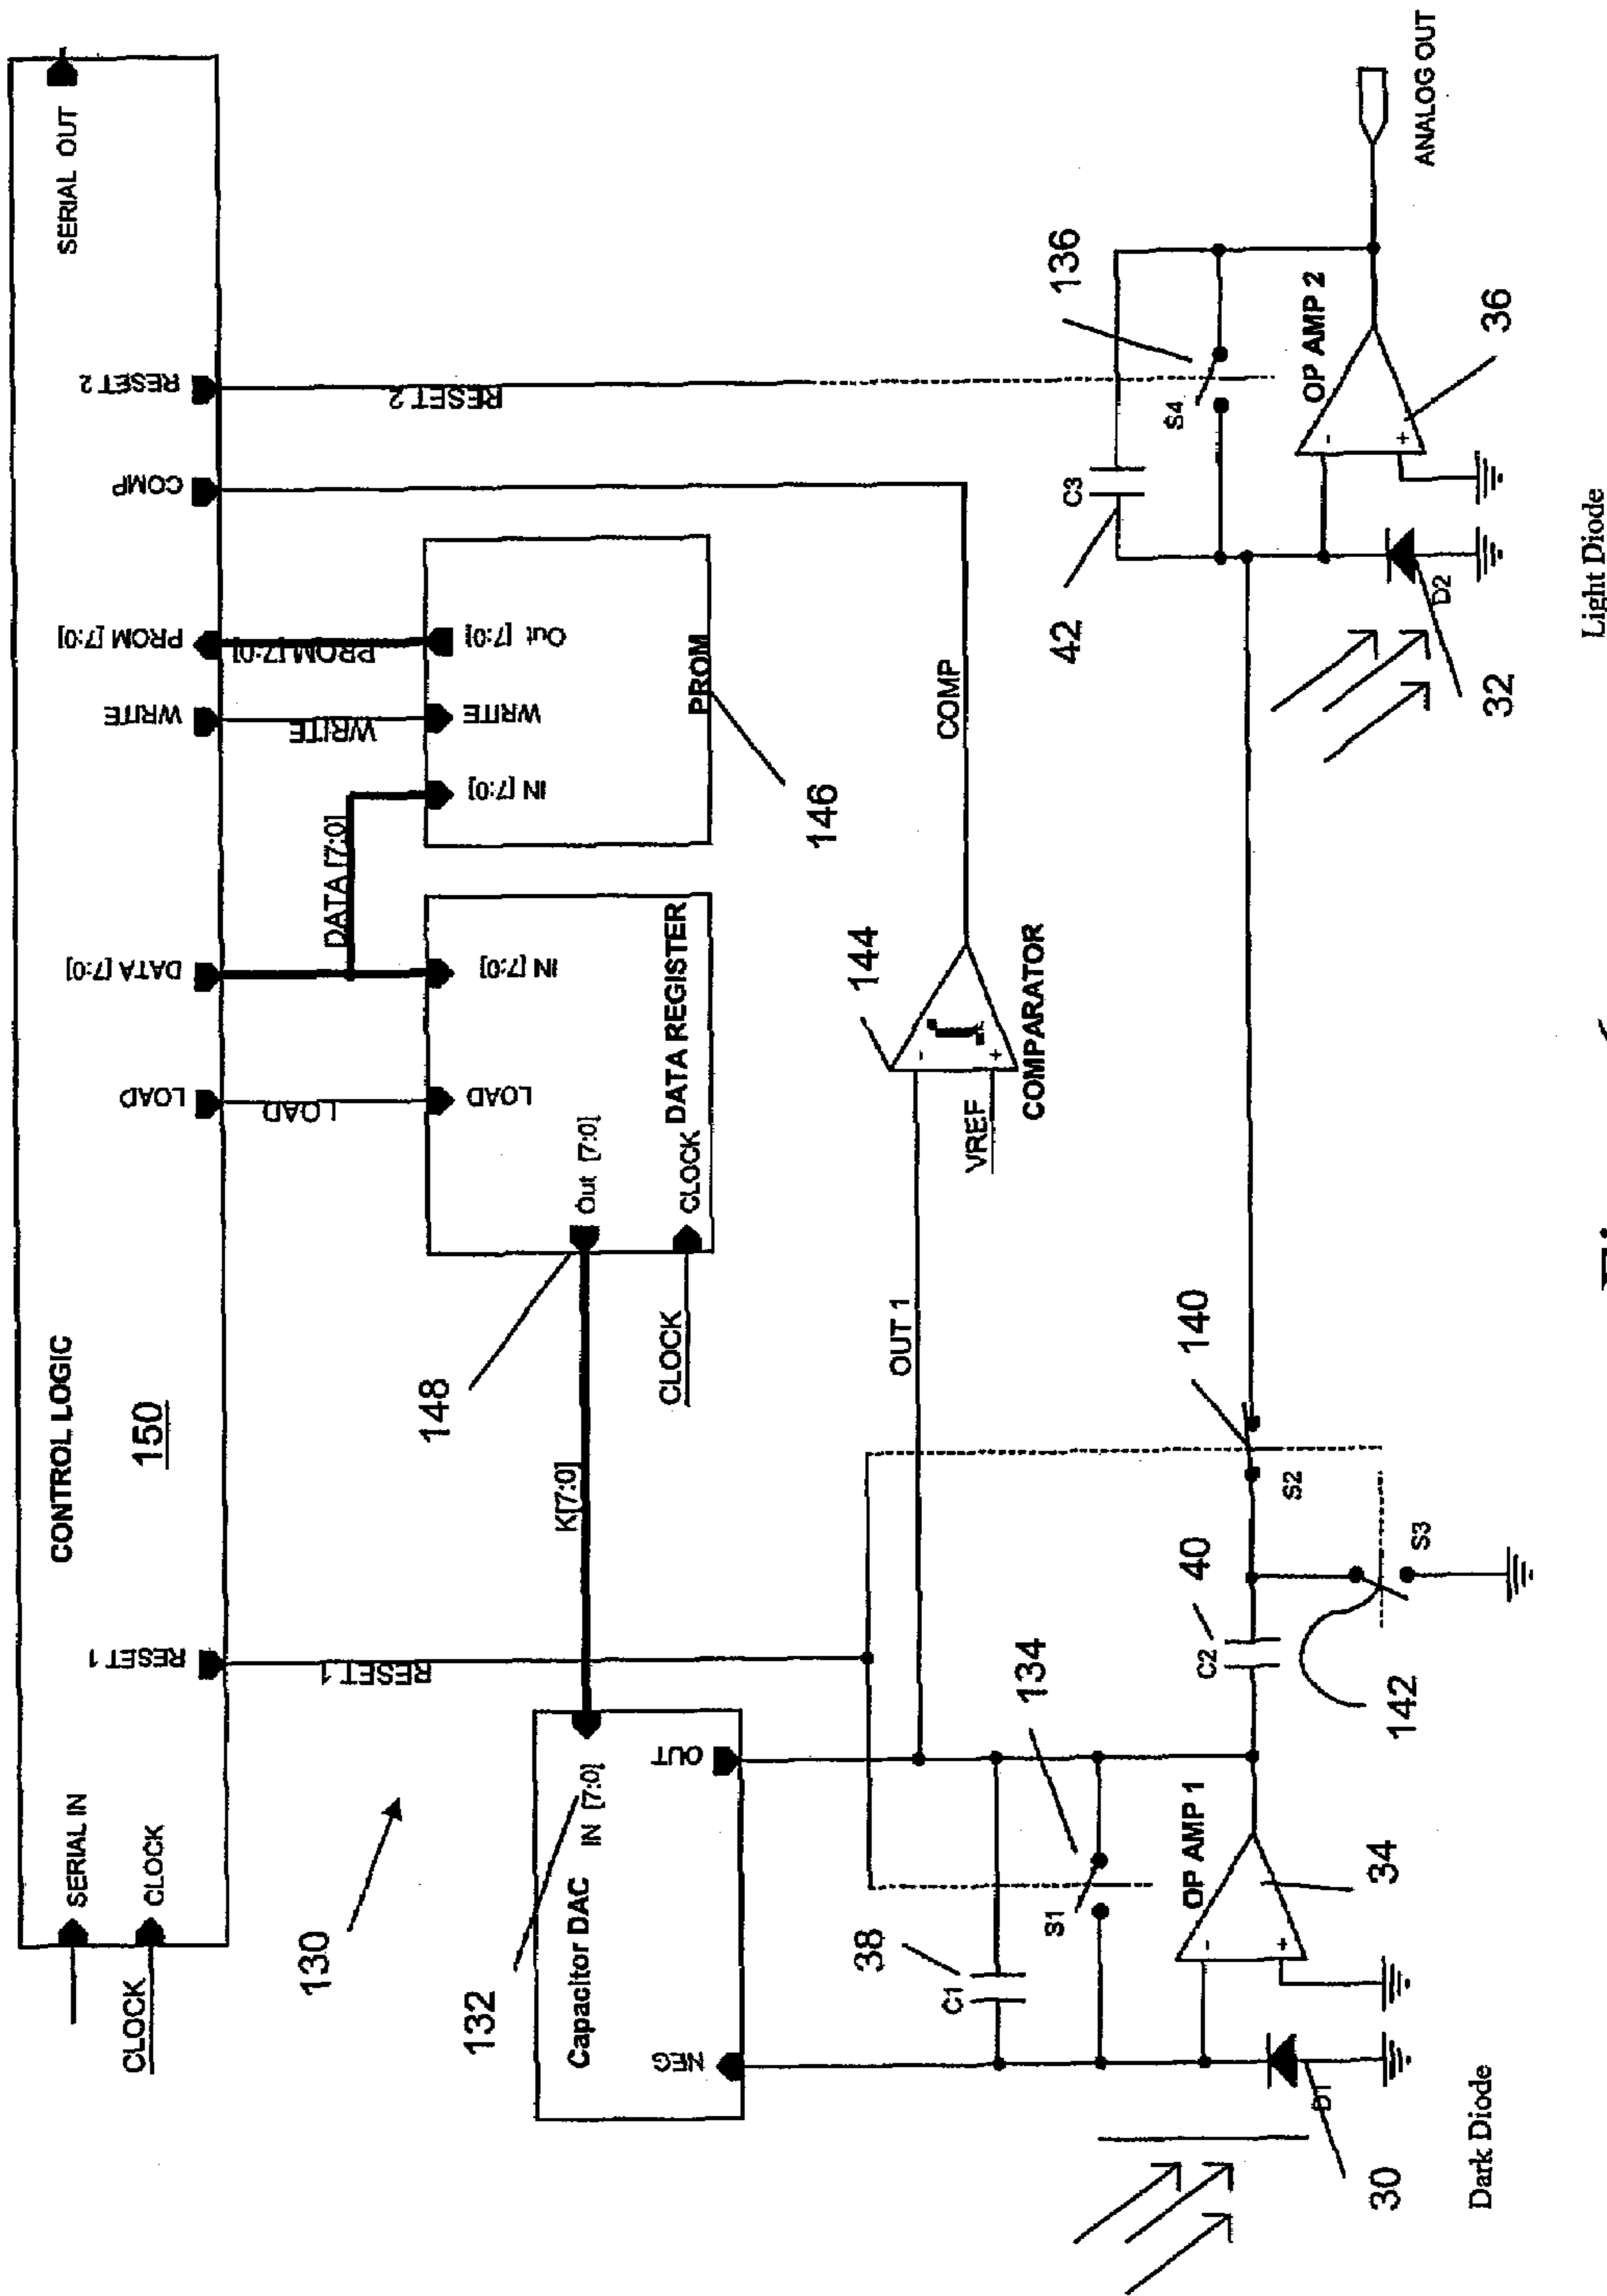 CONTROL LOGIC
150
SERIAL IN
CLOCK
CLOCK
SERIAL OUT
RESET 1
LOAD
DATA [7:0]
WRITE
PROM [7:0]
COMP
RESET 2
RESET 1
LOAD
DATA [7:0]
WRITE
PROM [7:0]
RESET 2
130
132
Capacitor DAC
IN [7:0]
NEG
OUT
K[7:0]
148
Out [7:0]
LOAD
IN [7:0]
CLOCK
DATA REGISTER
CLOCK
IN [7:0]
WRITE
Out [7:0]
PROM
146
OUT 1
144
-
+
VREF
COMPARATOR
COMP
38
C1
134
S1
OP AMP 1
-
+
34
D1
30
Dark Diode
C2
40
142
S3
S2
140
42
C3
136
S4
OP AMP 2
-
+
36
D2
32
Light Diode
ANALOG OUT